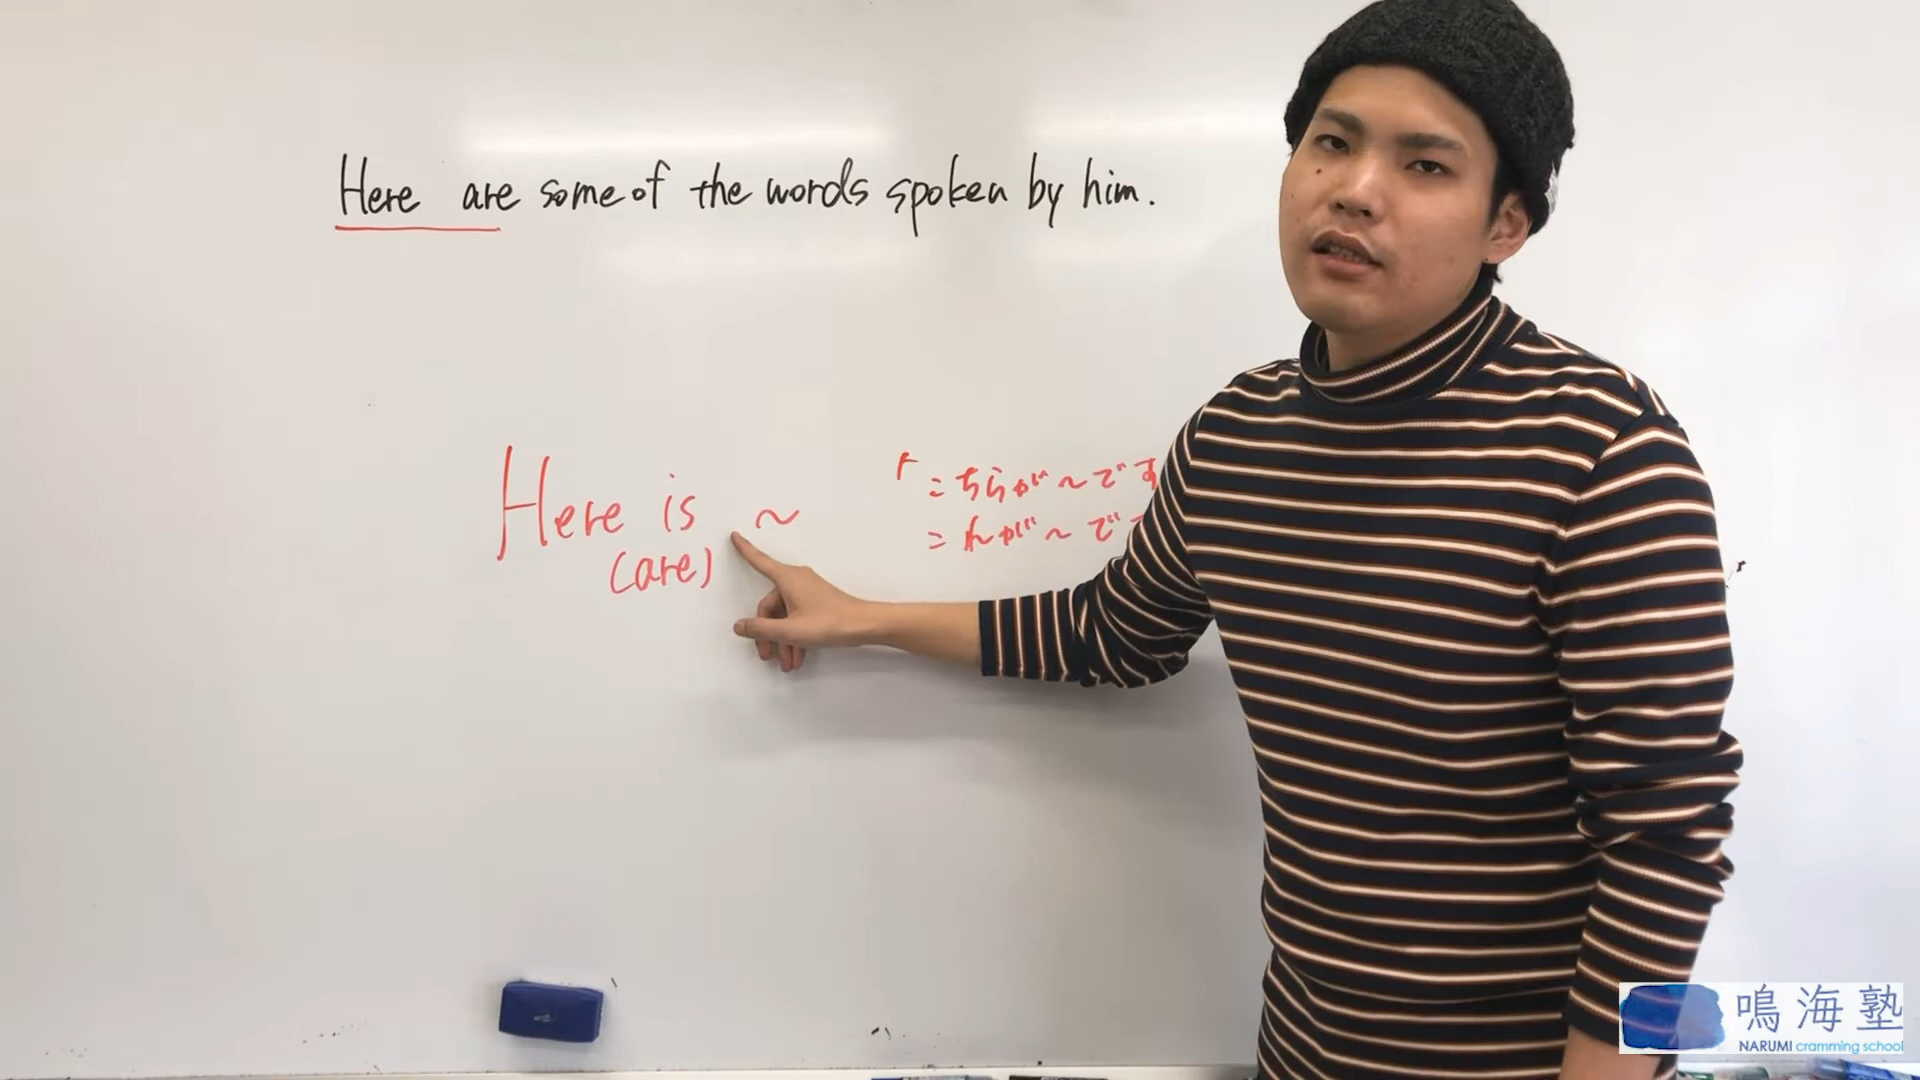 Here are some of the words spoken by him.
Here is ~
(are)
「こちらが~です
これがで~で
鳴海塾
NARUMI cramming school